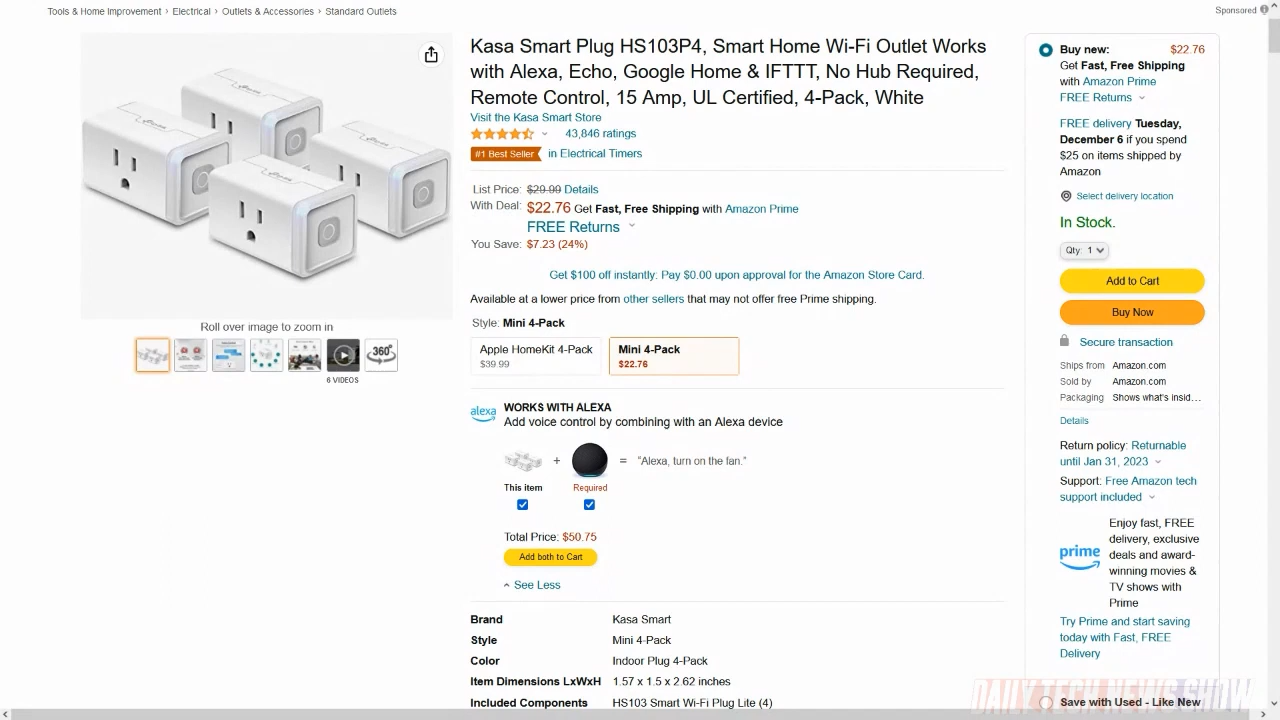 Tools & Home Improvement › Electrical › Outlets & Accessories › Standard Outlets
Sponsored
Kasa Smart Plug HS103P4, Smart Home Wi-Fi Outlet Works
with Alexa, Echo, Google Home & IFTTT, No Hub Required,
Remote Control, 15 Amp, UL Certified, 4-Pack, White
Visit the Kasa Smart Store
43,846 ratings
#1 Best Seller in Electrical Timers
List Price: $29.99 Details
With Deal: $22.76 Get Fast, Free Shipping with Amazon Prime
FREE Returns
You Save: $7.23 (24%)
Get $100 off instantly: Pay $0.00 upon approval for the Amazon Store Card.
Available at a lower price from other sellers that may not offer free Prime shipping.
Style: Mini 4-Pack
Apple HomeKit 4-Pack
$39.99
Mini 4-Pack
$22.76
Roll over image to zoom in
360°
6 VIDEOS
alexa
WORKS WITH ALEXA
Add voice control by combining with an Alexa device
+ = "Alexa, turn on the fan."
This item Required
Total Price: $50.75
Add both to Cart
See Less
Brand Kasa Smart
Style Mini 4-Pack
Color Indoor Plug 4-Pack
Item Dimensions LxWxH 1.57 x 1.5 x 2.62 inches
Included Components HS103 Smart Wi-Fi Plug Lite (4)
Buy new: $22.76
Get Fast, Free Shipping
with Amazon Prime
FREE Returns
FREE delivery Tuesday,
December 6 if you spend
$25 on items shipped by
Amazon
Select delivery location
In Stock.
Qty: 1
Add to Cart
Buy Now
Secure transaction
Ships from Amazon.com
Sold by Amazon.com
Packaging Shows what's insid…
Details
Return policy: Returnable
until Jan 31, 2023
Support: Free Amazon tech
support included
prime
Enjoy fast, FREE
delivery, exclusive
deals and award-
winning movies &
TV shows with
Prime
Try Prime and start saving
today with Fast, FREE
Delivery
Save with Used - Like New
DAILY TECH NEWS SHOW